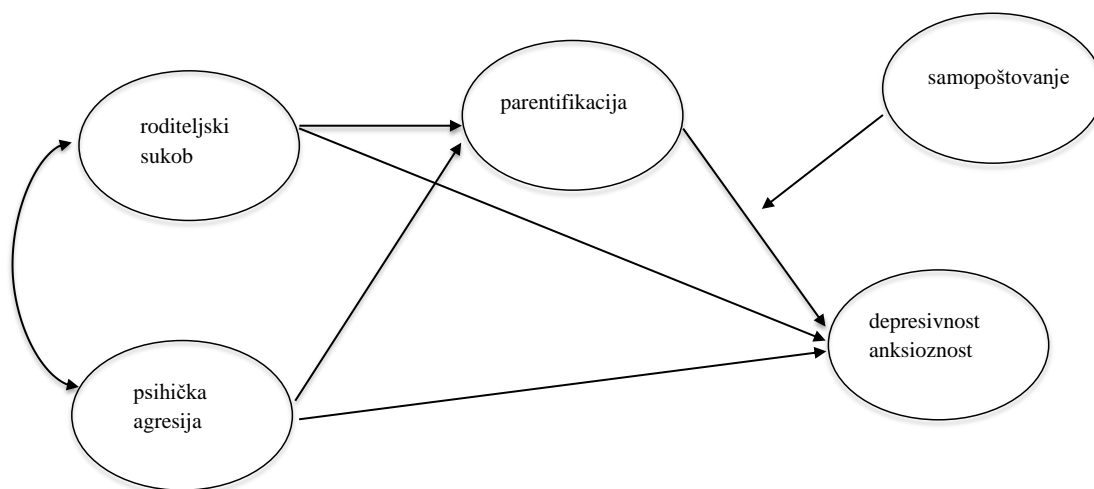 roditeljski
sukob
parentifikacija
samopoštovanje
depresivnost
anksioznost
psihička
agresija